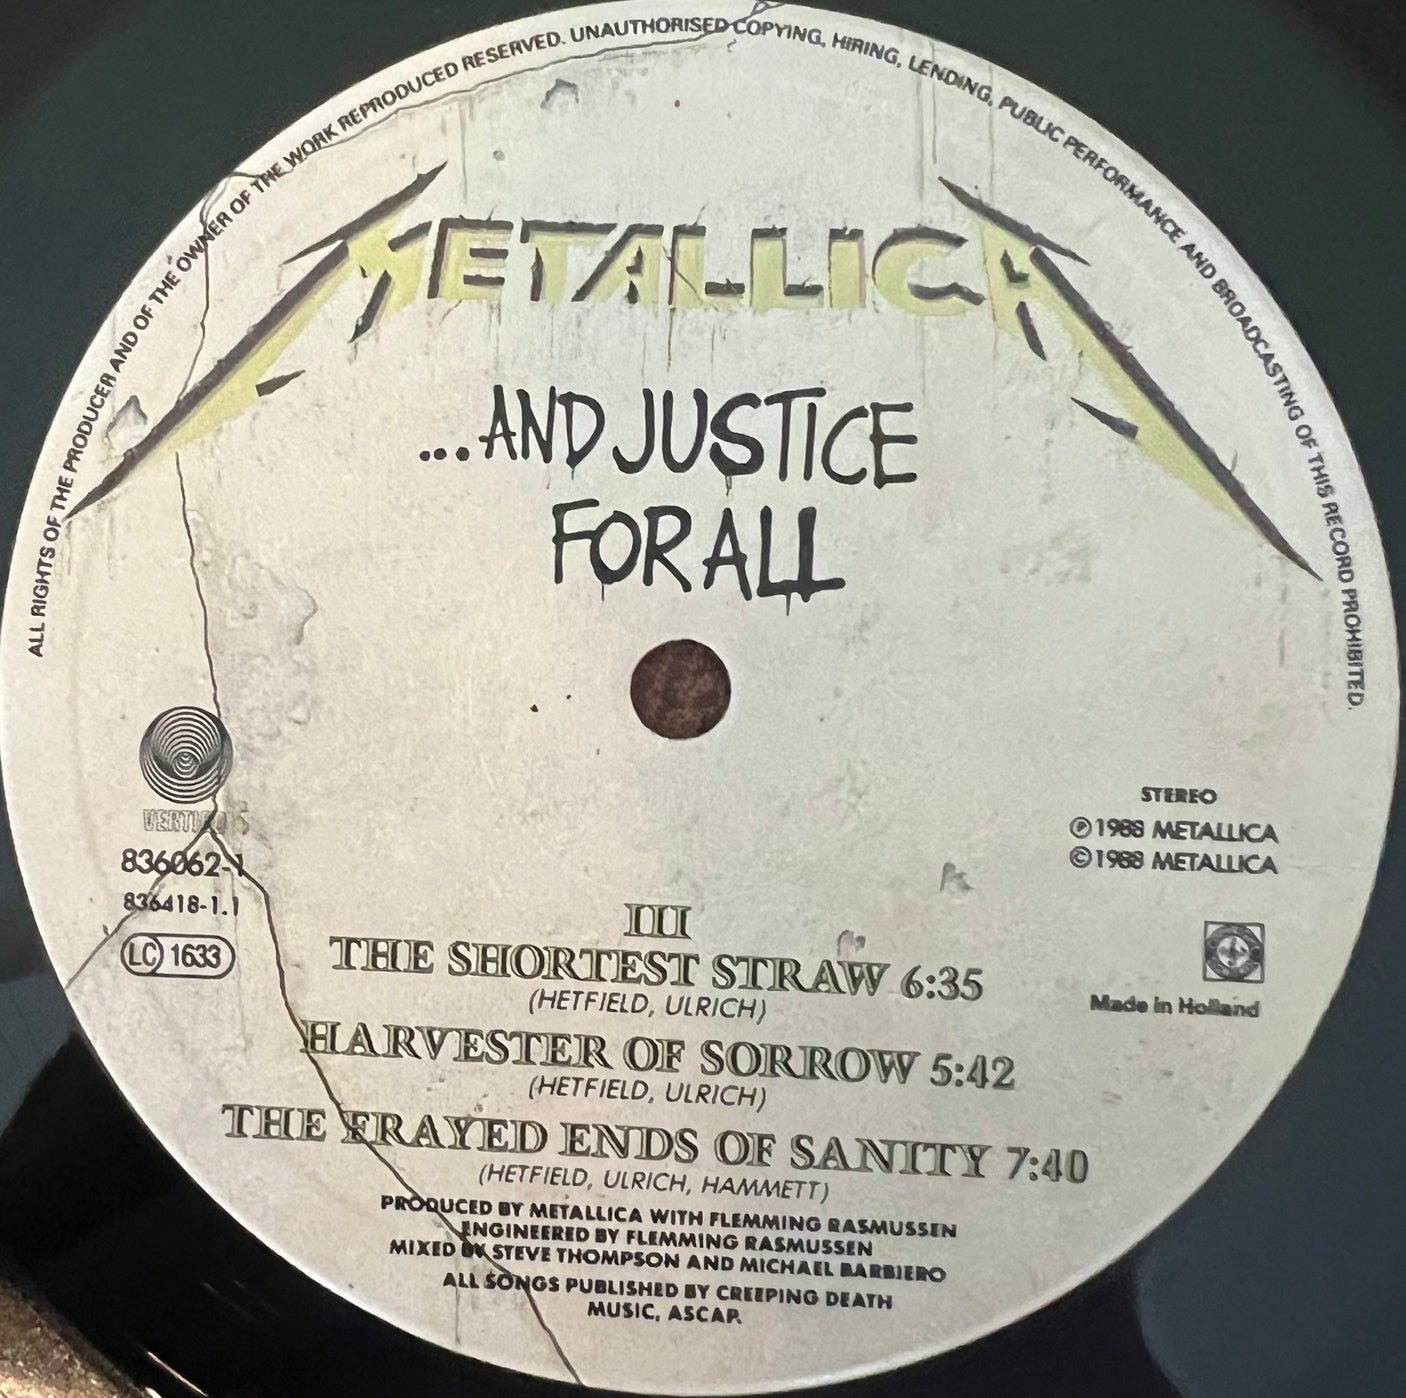 ALL RIGHTS OF THE PRODUCER AND OF THE OWNER OF THE WORK REPRODUCED RESERVED. UNAUTHORISED COPYING, HIRING, LENDING, PUBLIC PERFORMANCE AND BROADCASTING OF THIS RECORD PROHIBITED.
METALLICA
...AND JUSTICE
FOR ALL
VERTIGO
836062-1
836418-1.1
LC 1633
STEREO
℗1988 METALLICA
©1988 METALLICA
Made in Holland
III
THE SHORTEST STRAW 6:35
(HETFIELD, ULRICH)
HARVESTER OF SORROW 5:42
(HETFIELD, ULRICH)
THE FRAYED ENDS OF SANITY 7:40
(HETFIELD, ULRICH, HAMMETT)
PRODUCED BY METALLICA WITH FLEMMING RASMUSSEN
ENGINEERED BY FLEMMING RASMUSSEN
MIXED BY STEVE THOMPSON AND MICHAEL BARBIERO
ALL SONGS PUBLISHED BY CREEPING DEATH
MUSIC, ASCAP.